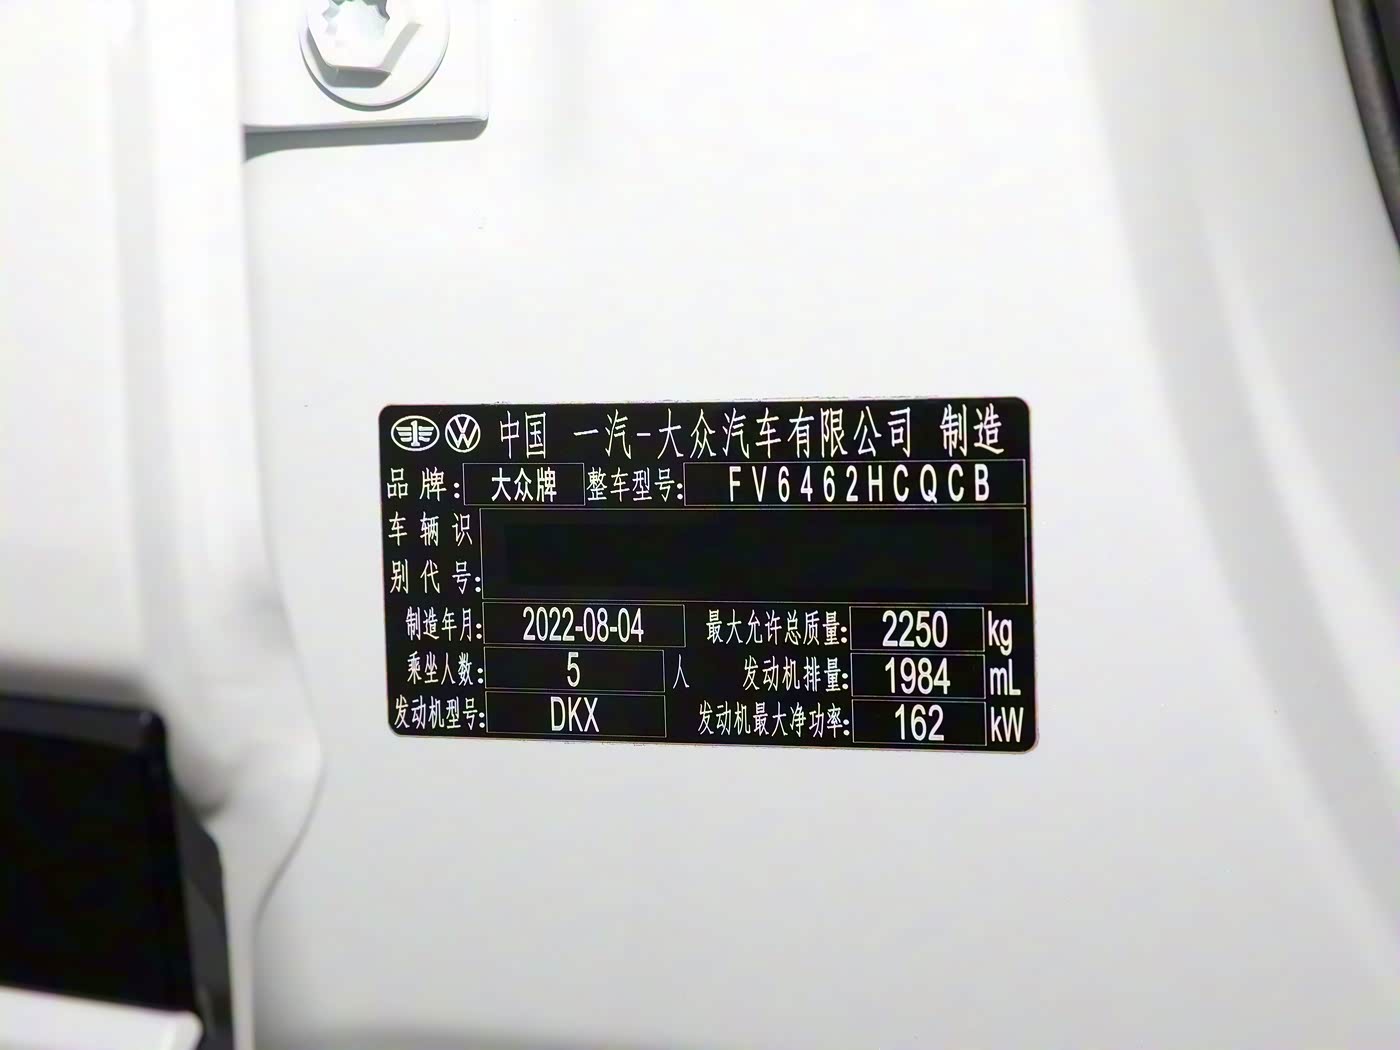 中国 一汽-大众汽车有限公司 制造
品牌: 大众牌 整车型号: FV6462HCQCB
车辆识
别代号:
制造年月: 2022-08-04 最大允许总质量: 2250 kg
乘坐人数: 5 人 发动机排量: 1984 mL
发动机型号: DKX 发动机最大净功率: 162 kW